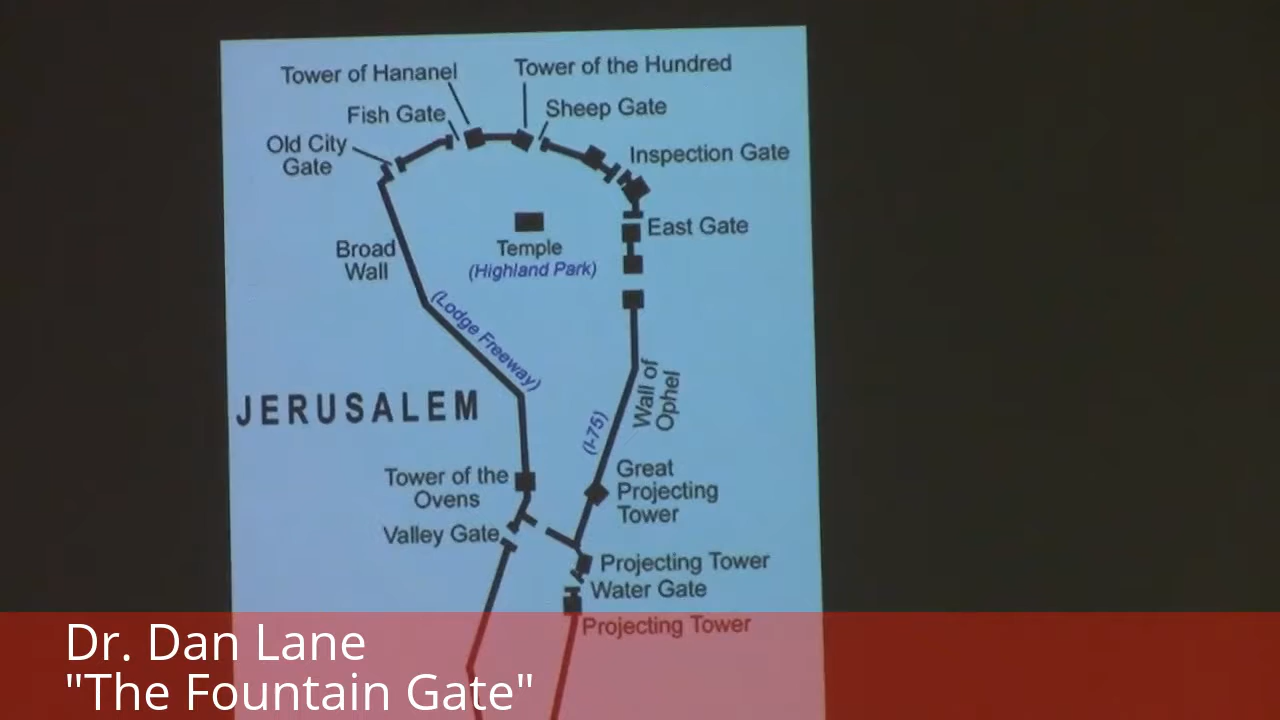 Tower of Hananel
Tower of the Hundred
Fish Gate
Sheep Gate
Old City
Gate
Inspection Gate
East Gate
Broad
Wall
Temple
(Highland Park)
(Lodge Freeway)
JERUSALEM
Wall of
Ophel
(I-75)
Tower of the
Ovens
Great
Projecting
Tower
Valley Gate
Projecting Tower
Water Gate
Projecting Tower
Dr. Dan Lane
"The Fountain Gate"